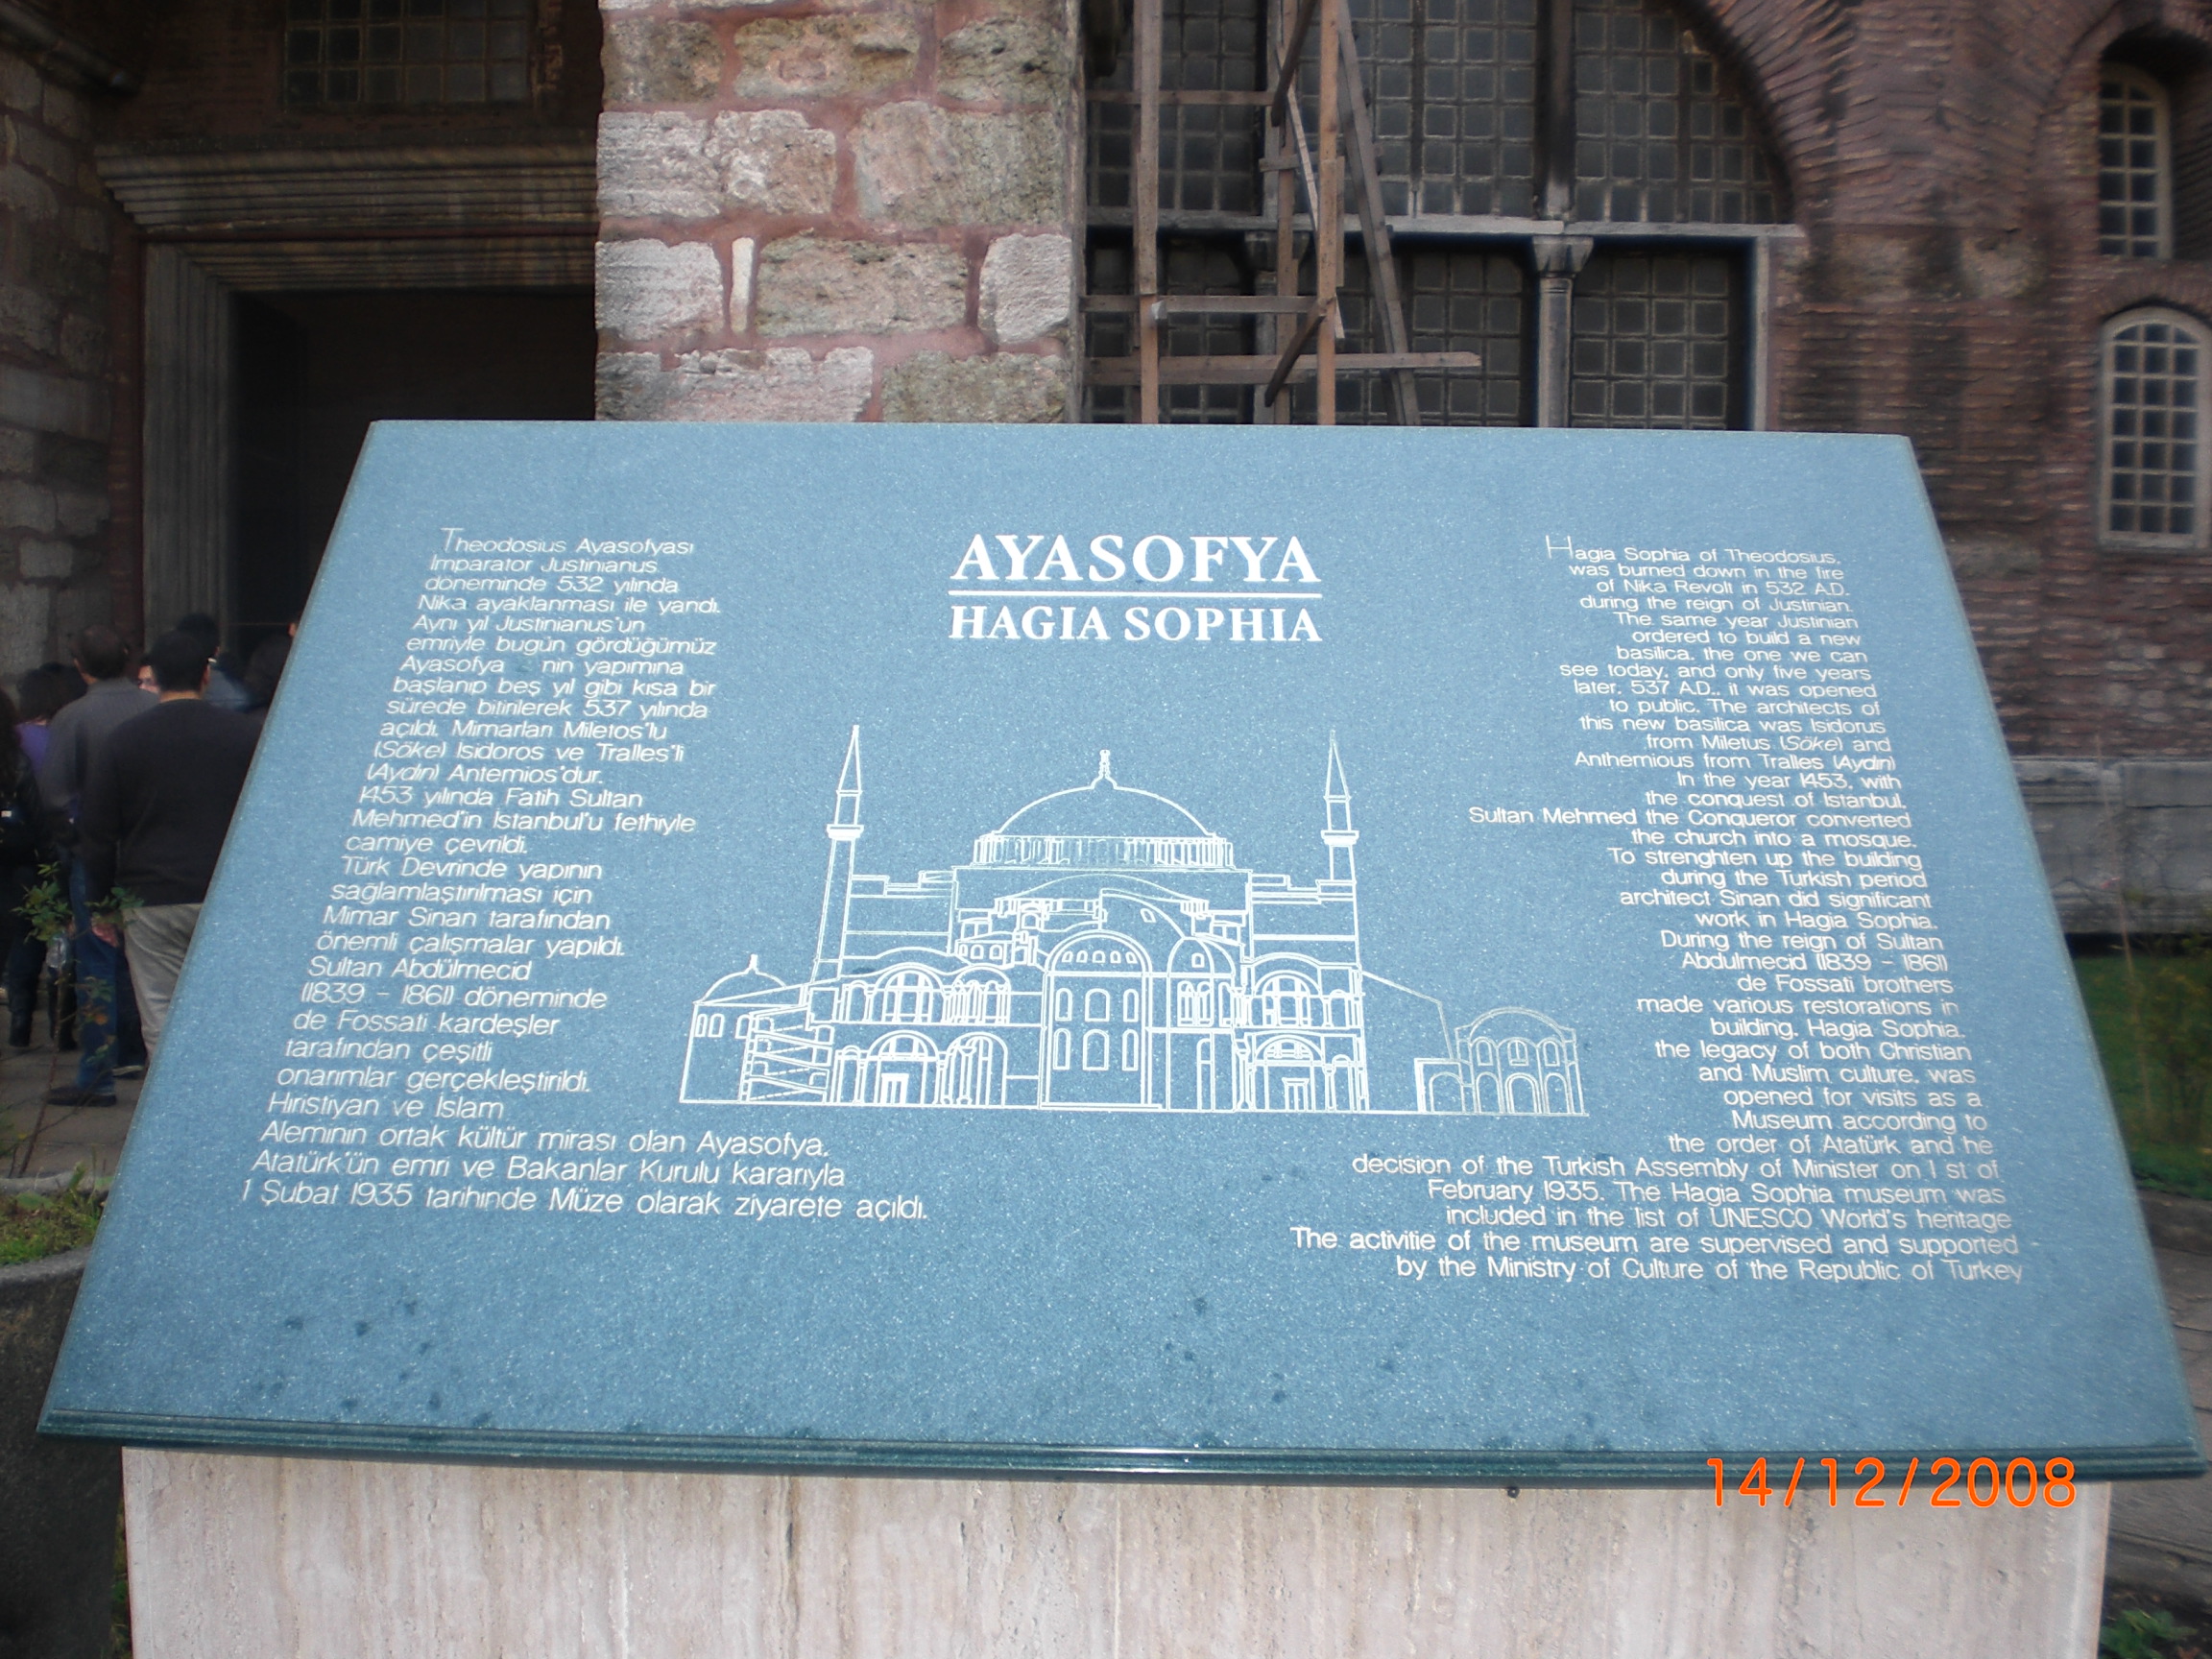 AYASOFYA
HAGIA SOPHIA
Theodosius Ayasofyası
İmparator Justinianus
döneminde 532 yılında
Nika ayaklanması ile yandı.
Aynı yıl Justinianus'un
emriyle bugün gördüğümüz
Ayasofya nın yapımına
başlanıp beş yıl gibi kısa bir
sürede bitirilerek 537 yılında
açıldı. Mimarları Miletos'lu
(Söke) İsidoros ve Tralles'li
(Aydın) Antemios'dur.
1453 yılında Fatih Sultan
Mehmed'in İstanbul'u fethiyle
camiye çevrildi.
Türk Devrinde yapının
sağlamlaştırılması için
Mimar Sinan tarafından
önemli çalışmalar yapıldı.
Sultan Abdülmecid
(1839 - 1861) döneminde
de Fossati kardeşler
tarafından çeşitli
onarımlar gerçekleştirildi.
Hıristiyan ve İslam
Aleminin ortak kültür mirası olan Ayasofya,
Atatürk'ün emri ve Bakanlar Kurulu kararıyla
1 Şubat 1935 tarihinde Müze olarak ziyarete açıldı.
Hagia Sophia of Theodosius,
was burned down in the fire
of Nika Revolt in 532 A.D.
during the reign of Justinian.
The same year Justinian
ordered to build a new
basilica, the one we can
see today, and only five years
later, 537 A.D., it was opened
to public. The architects of
this new basilica was Isidorus
from Miletus (Söke) and
Anthemious from Tralles (Aydın)
In the year 1453, with
the conquest of Istanbul,
Sultan Mehmed the Conqueror converted
the church into a mosque.
To strenghten up the building
during the Turkish period
architect Sinan did significant
work in Hagia Sophia.
During the reign of Sultan
Abdulmecid (1839 - 1861)
de Fossati brothers
made various restorations in
building. Hagia Sophia,
the legacy of both Christian
and Muslim culture, was
opened for visits as a
Museum according to
the order of Atatürk and he
decision of the Turkish Assembly of Minister on 1 st of
February 1935. The Hagia Sophia museum was
included in the list of UNESCO World's heritage
The activitie of the museum are supervised and supported
by the Ministry of Culture of the Republic of Turkey
14/12/2008